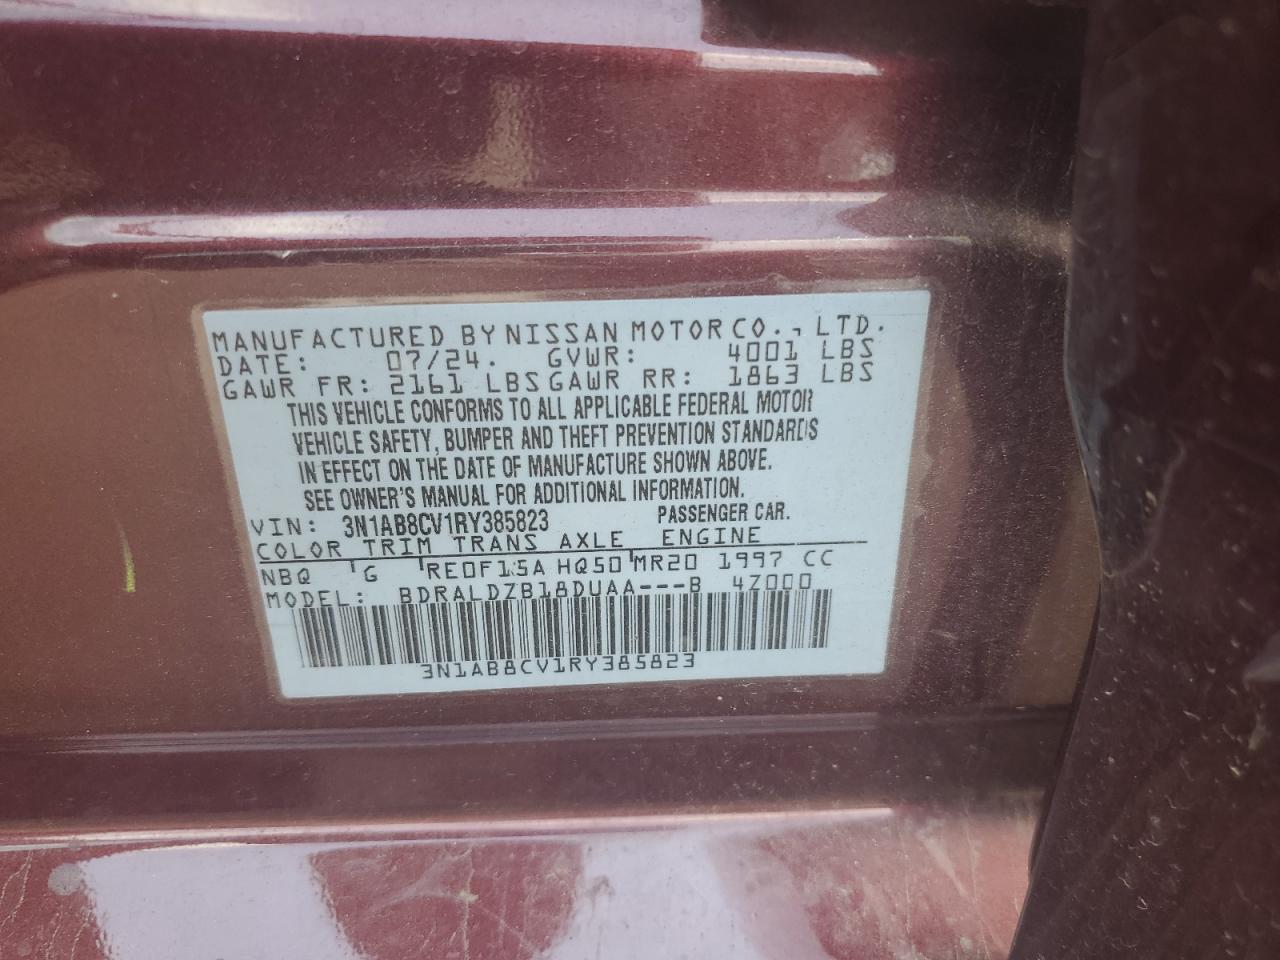 MANUFACTURED BY NISSAN MOTOR CO., LTD.
DATE: 07/24. GVWR: 4001 LBS
GAWR FR: 2161 LBS GAWR RR: 1863 LBS
THIS VEHICLE CONFORMS TO ALL APPLICABLE FEDERAL MOTOR
VEHICLE SAFETY, BUMPER AND THEFT PREVENTION STANDARDS
IN EFFECT ON THE DATE OF MANUFACTURE SHOWN ABOVE.
SEE OWNER'S MANUAL FOR ADDITIONAL INFORMATION.
VIN: 3N1AB8CV1RY385823 PASSENGER CAR.
COLOR TRIM TRANS AXLE ENGINE
NBQ G RE0F15A HQ50 MR20 1997 CC
MODEL: BDRALDZB18DUAA---B 4Z000
3N1AB8CV1RY385823